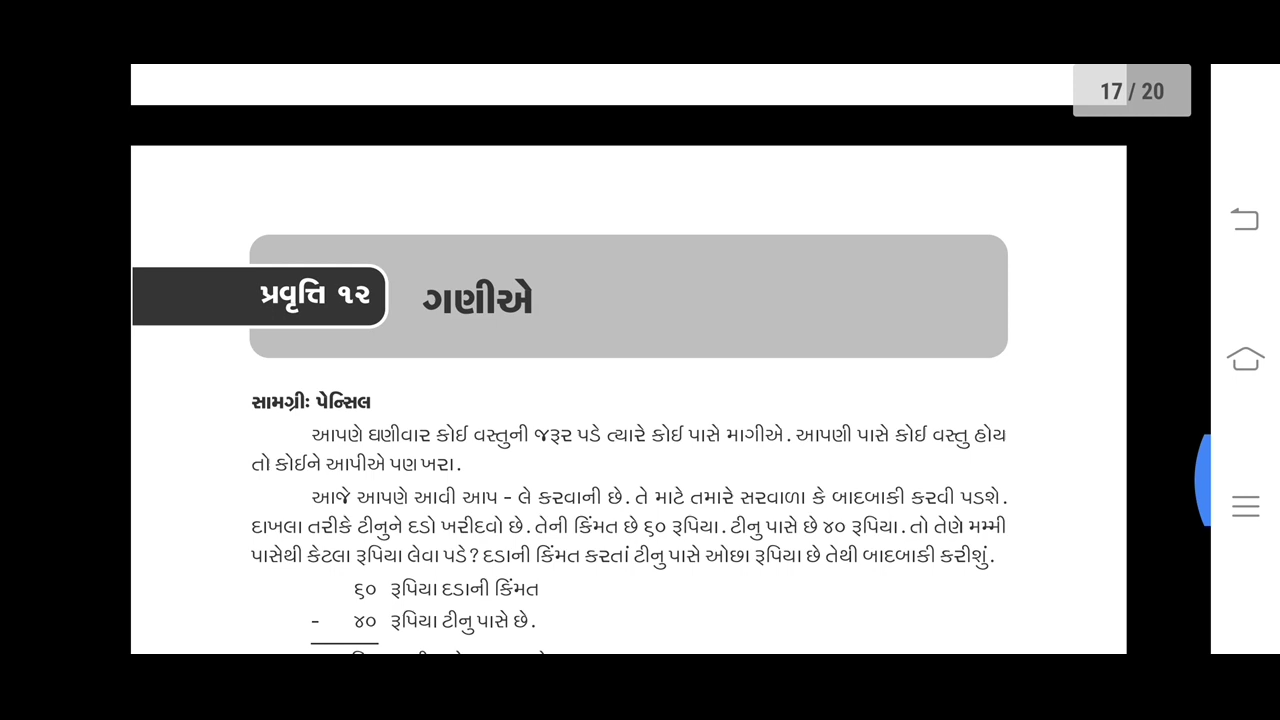 17 / 20
પ્રવૃત્તિ ૧૨
ગણીએ
સામગ્રીઃ પેન્સિલ
આપણે ઘણીવાર કોઈ વસ્તુની જરૂર પડે ત્યારે કોઈ પાસે માગીએ. આપણી પાસે કોઈ વસ્તુ હોય
તો કોઈને આપીએ પણ ખરા.
આજે આપણે આવી આપ - લે કરવાની છે. તે માટે તમારે સરવાળા કે બાદબાકી કરવી પડશે.
દાખલા તરીકે ટીનુને દડો ખરીદવો છે. તેની કિંમત છે ૬૦ રૂપિયા. ટીનુ પાસે છે ૪૦ રૂપિયા. તો તેણે મમ્મી
પાસેથી કેટલા રૂપિયા લેવા પડે? દડાની કિંમત કરતાં ટીનુ પાસે ઓછા રૂપિયા છે તેથી બાદબાકી કરીશું.
૬૦ રૂપિયા દડાની કિંમત
- ૪૦ રૂપિયા ટીનુ પાસે છે.